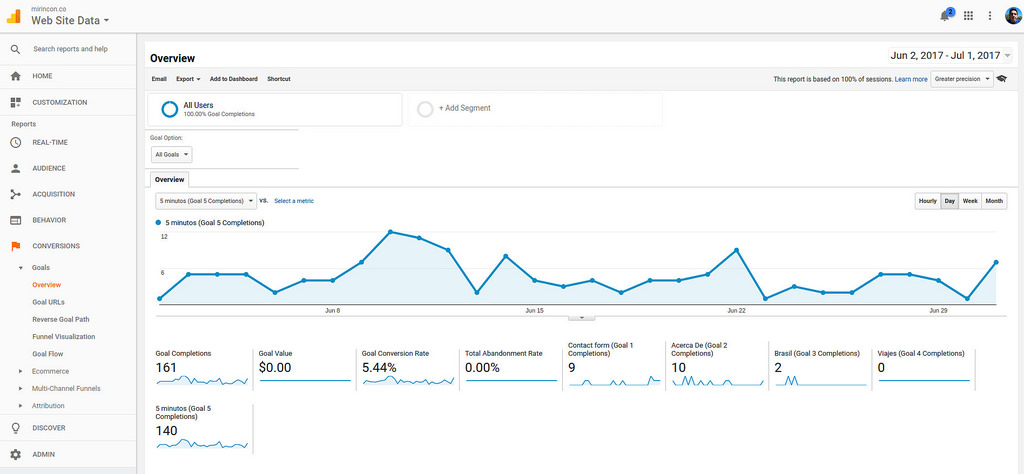 mirincon.co
Web Site Data
2
Search reports and help
HOME
CUSTOMIZATION
Reports
REAL-TIME
AUDIENCE
ACQUISITION
BEHAVIOR
CONVERSIONS
Goals
Overview
Goal URLs
Reverse Goal Path
Funnel Visualization
Goal Flow
Ecommerce
Multi-Channel Funnels
Attribution
DISCOVER
ADMIN
Overview
Jun 2, 2017 - Jul 1, 2017
Email Export Add to Dashboard Shortcut
This report is based on 100% of sessions. Learn more Greater precision
All Users
100.00% Goal Completions
+ Add Segment
Goal Option:
All Goals
Overview
5 minutos (Goal 5 Completions) VS. Select a metric
Hourly Day Week Month
5 minutos (Goal 5 Completions)
12
6
Jun 8 Jun 15 Jun 22 Jun 29
Goal Completions
161
Goal Value
$0.00
Goal Conversion Rate
5.44%
Total Abandonment Rate
0.00%
Contact form (Goal 1
Completions)
9
Acerca De (Goal 2
Completions)
10
Brasil (Goal 3 Completions)
2
Viajes (Goal 4 Completions)
0
5 minutos (Goal 5
Completions)
140